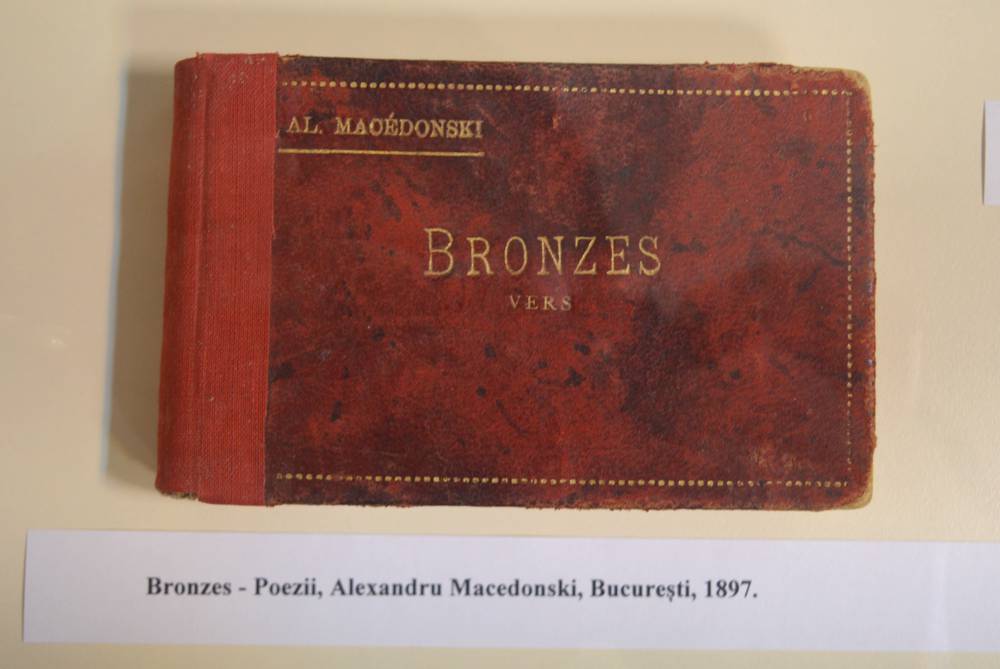 AL. MACÉDONSKI
BRONZES
VERS
Bronzes - Poezii, Alexandru Macedonski, București, 1897.